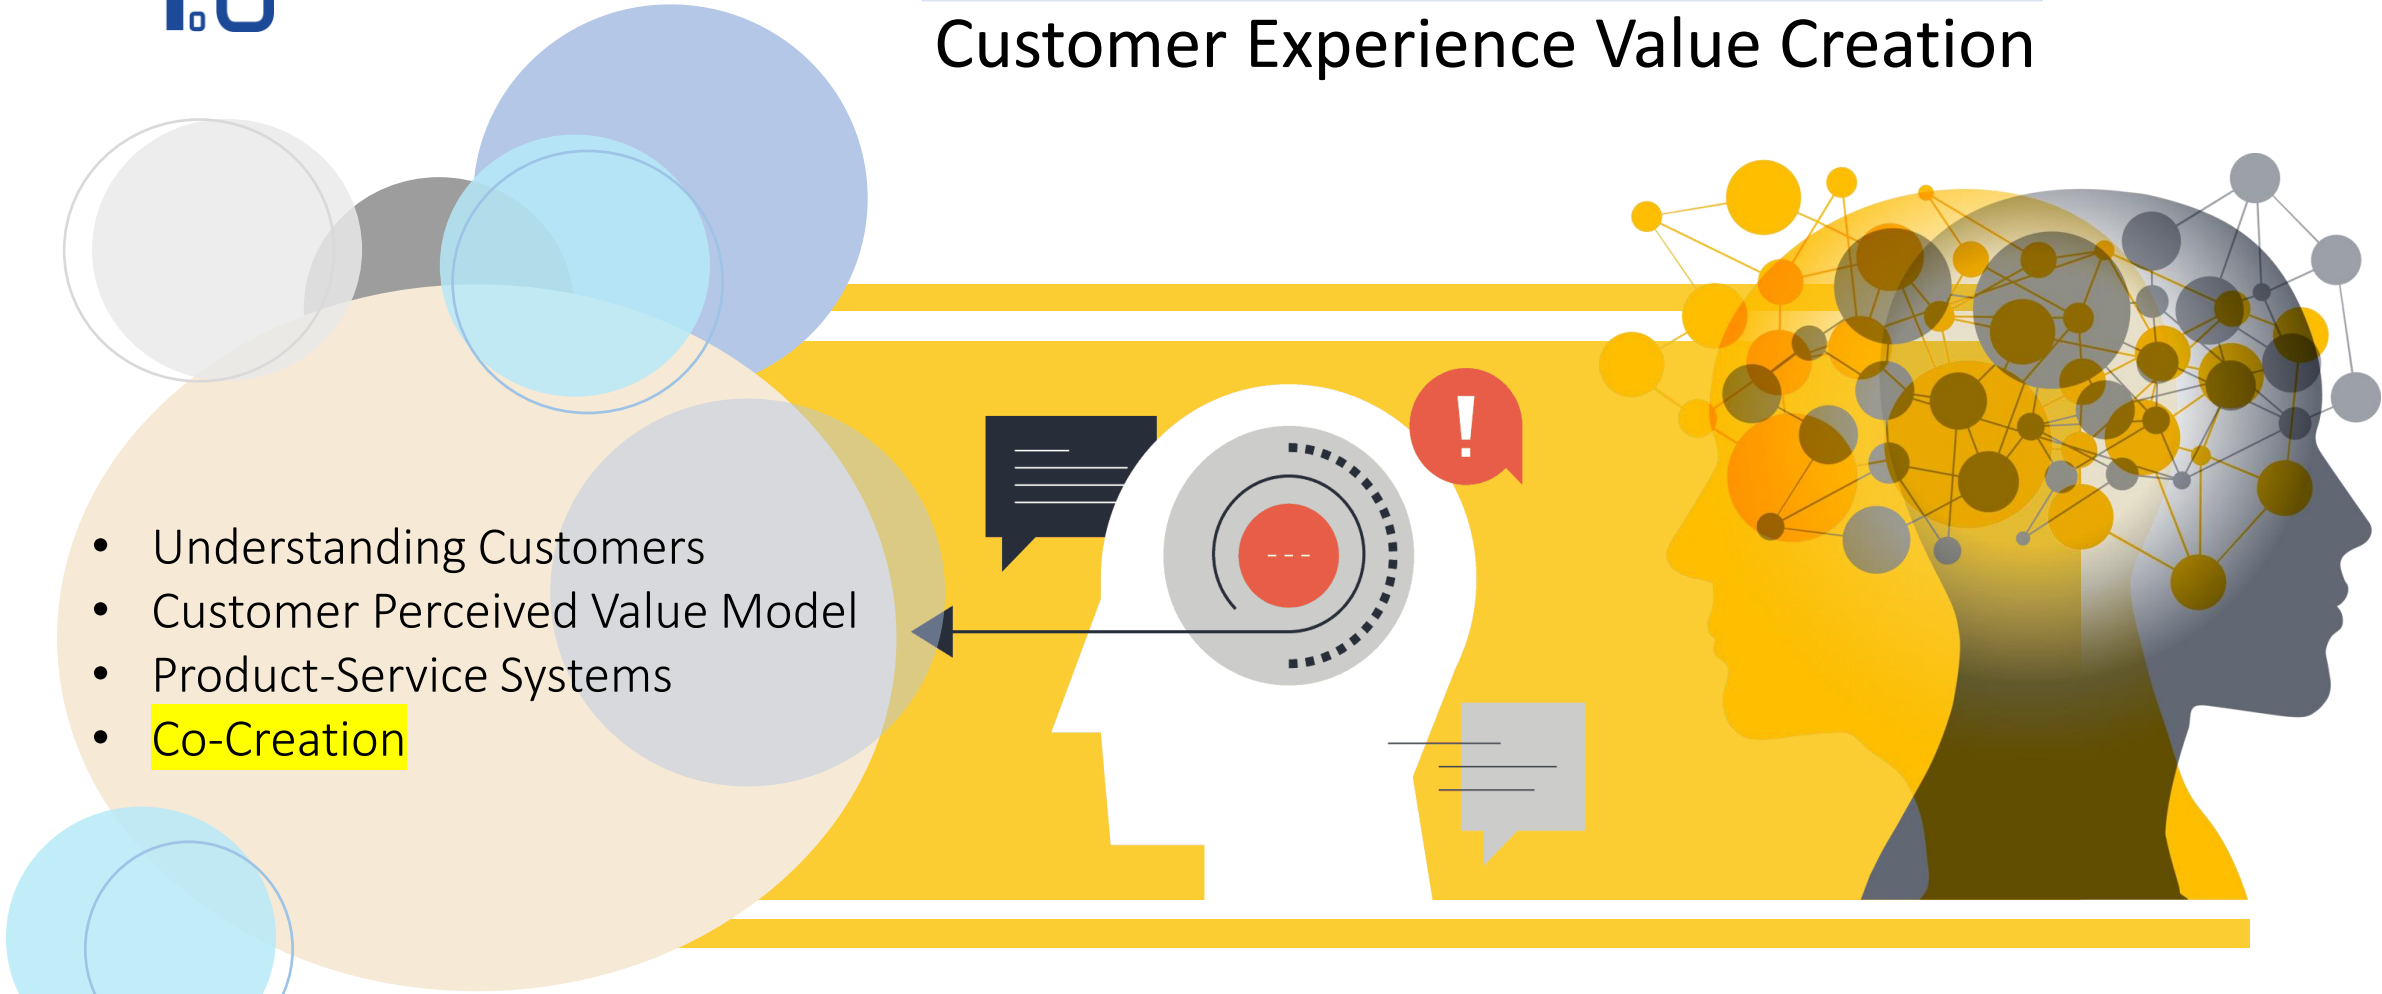 Customer Experience Value Creation
• Understanding Customers
• Customer Perceived Value Model
• Product-Service Systems
• Co-Creation
!